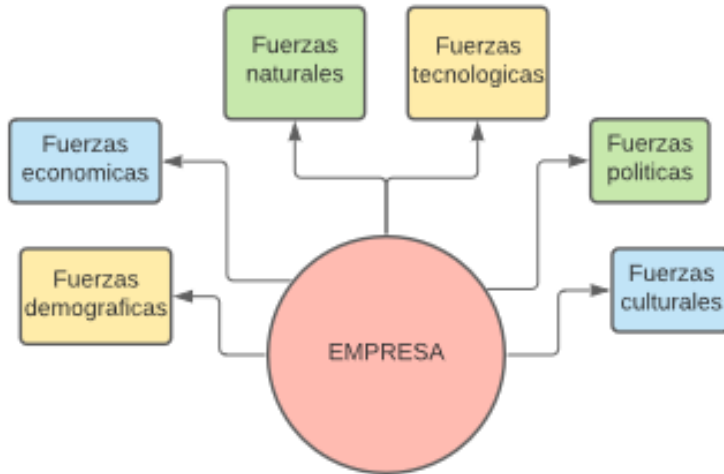 Fuerzas
naturales
Fuerzas
tecnologicas
Fuerzas
economicas
Fuerzas
politicas
Fuerzas
demograficas
Fuerzas
culturales
EMPRESA